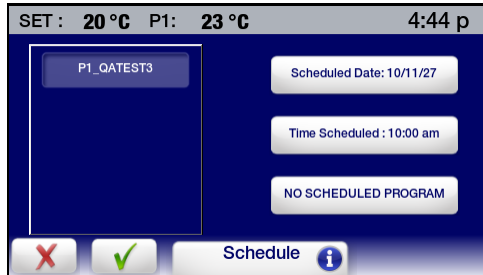 SET : 20 °C P1: 23 °C 4:44 p
P1_QATEST3
Scheduled Date: 10/11/27
Time Scheduled : 10:00 am
NO SCHEDULED PROGRAM
Schedule i